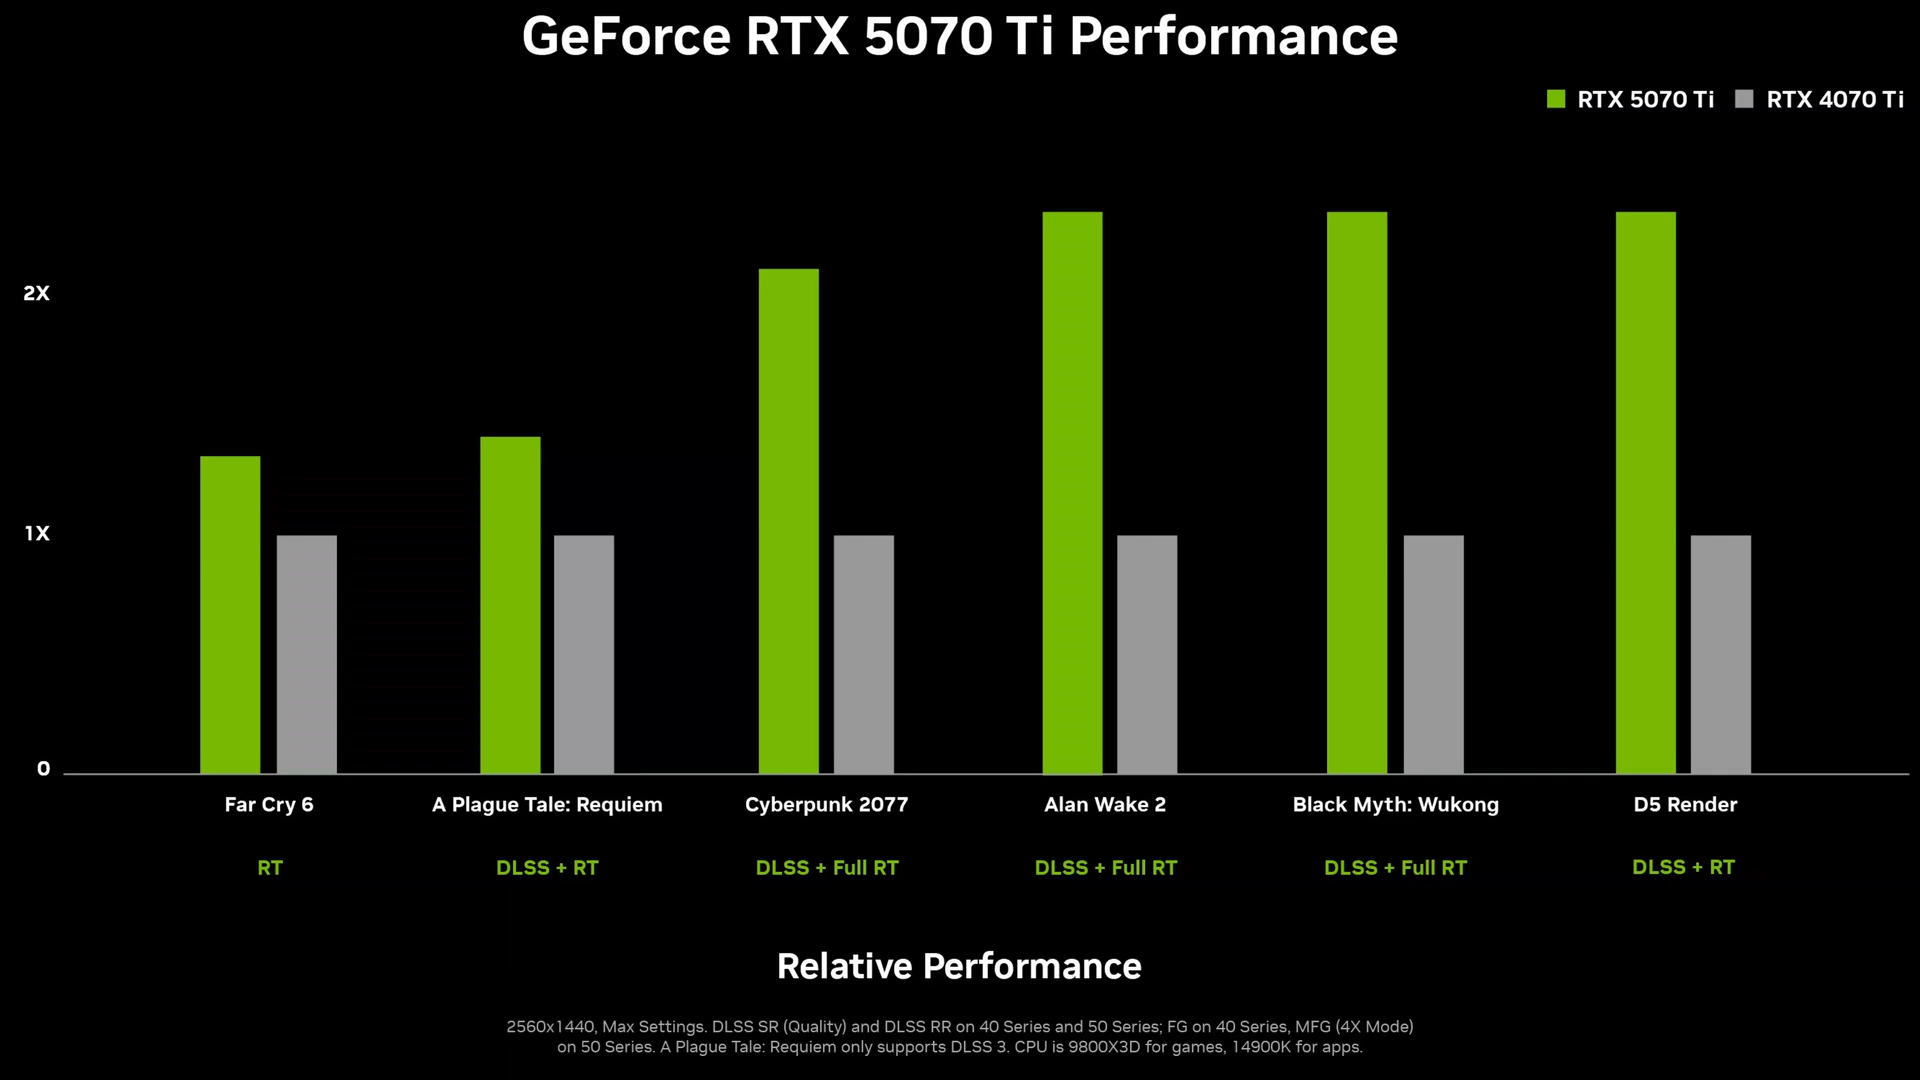 GeForce RTX 5070 Ti Performance
RTX 5070 Ti
RTX 4070 Ti
2X
1X
0
Far Cry 6
A Plague Tale: Requiem
Cyberpunk 2077
Alan Wake 2
Black Myth: Wukong
D5 Render
RT
DLSS + RT
DLSS + Full RT
DLSS + Full RT
DLSS + Full RT
DLSS + RT
Relative Performance
2560x1440, Max Settings. DLSS SR (Quality) and DLSS RR on 40 Series and 50 Series; FG on 40 Series, MFG (4X Mode)
on 50 Series. A Plague Tale: Requiem only supports DLSS 3. CPU is 9800X3D for games, 14900K for apps.